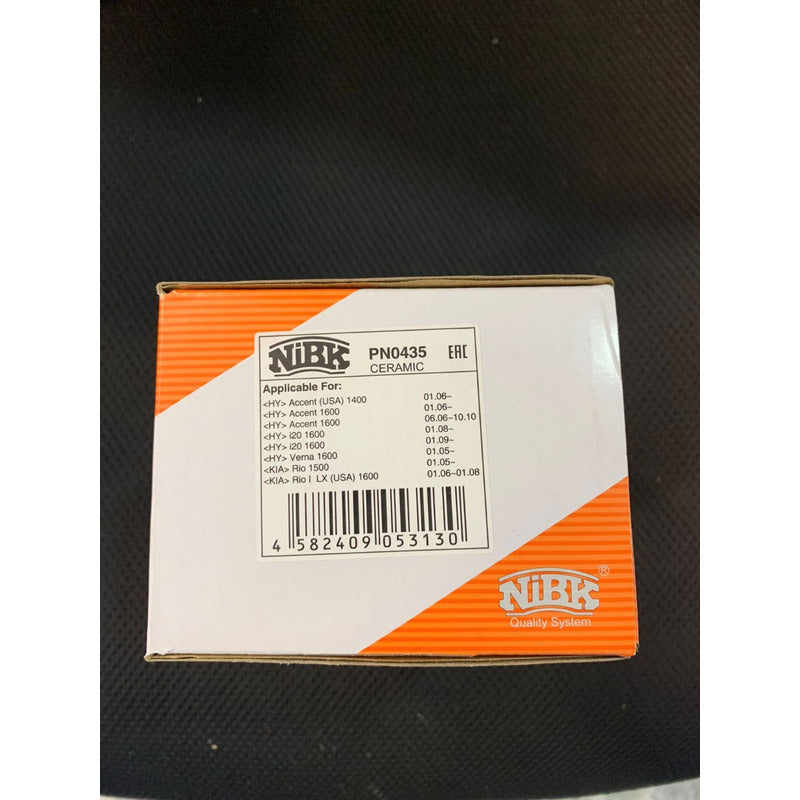 NiBK PN0435 EAC
CERAMIC
Applicable For:
<HY> Accent (USA) 1400 01.06~
<HY> Accent 1600 01.06~
<HY> Accent 1600 06.06~10.10
<HY> i20 1600 01.08~
<HY> i20 1600 01.09~
<HY> Verna 1600 01.05~
<KIA> Rio 1500 01.05~
<KIA> Rio I LX (USA) 1600 01.06~01.08
4 582409 053130
NiBK ®
Quality System